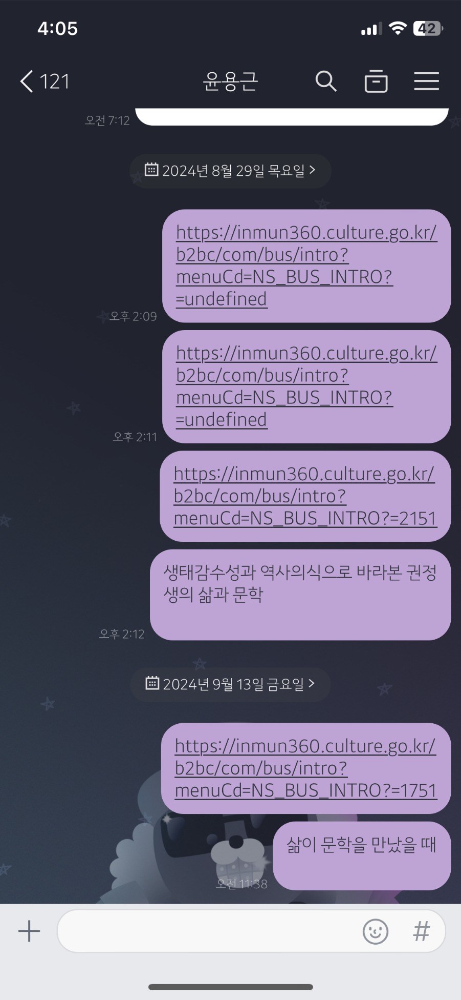 4:05
42
121
윤용근
오전 7:12
2024년 8월 29일 목요일
https://inmun360.culture.go.kr/
b2bc/com/bus/intro?
menuCd=NS_BUS_INTRO?
=undefined
오후 2:09
https://inmun360.culture.go.kr/
b2bc/com/bus/intro?
menuCd=NS_BUS_INTRO?
=undefined
오후 2:11
https://inmun360.culture.go.kr/
b2bc/com/bus/intro?
menuCd=NS_BUS_INTRO?=2151
생태감수성과 역사의식으로 바라본 권정
생의 삶과 문학
오후 2:12
2024년 9월 13일 금요일
https://inmun360.culture.go.kr/
b2bc/com/bus/intro?
menuCd=NS_BUS_INTRO?=1751
삶이 문학을 만났을 때
오전 11:38
#